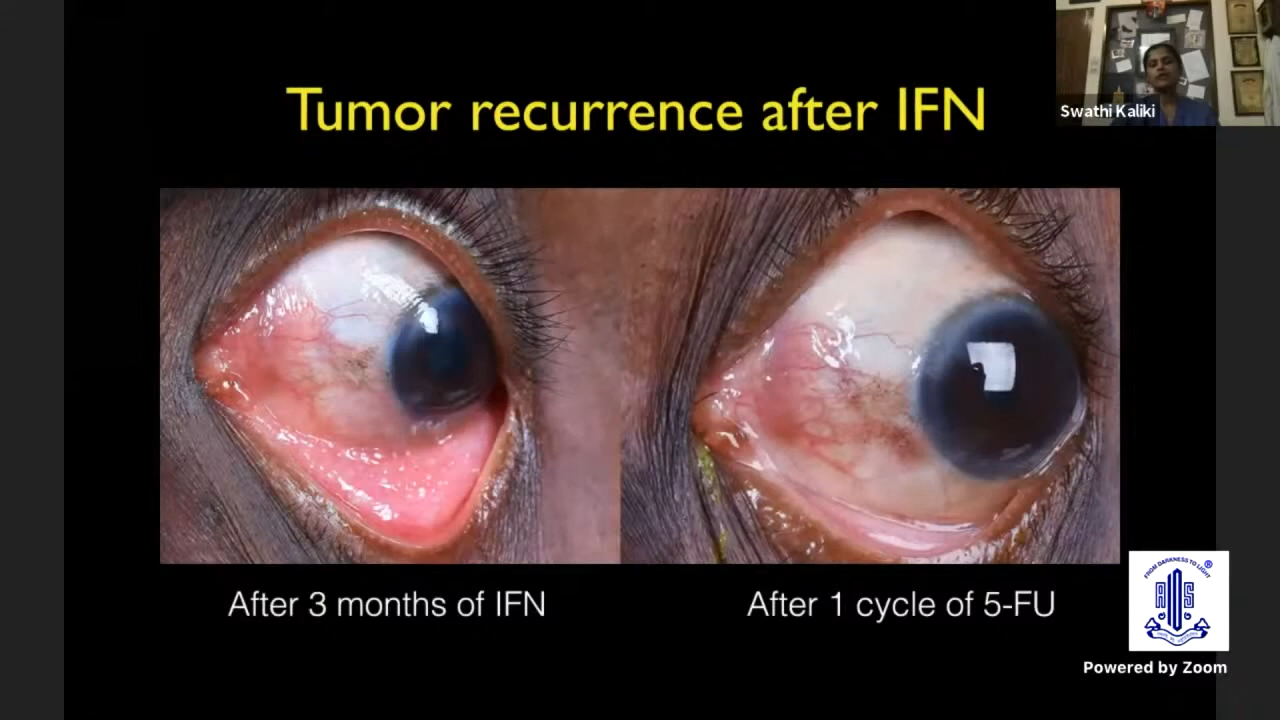 Tumor recurrence after IFN
Swathi Kaliki
After 3 months of IFN
After 1 cycle of 5-FU
FROM DARKNESS TO LIGHT
®
AIOS
Powered by Zoom